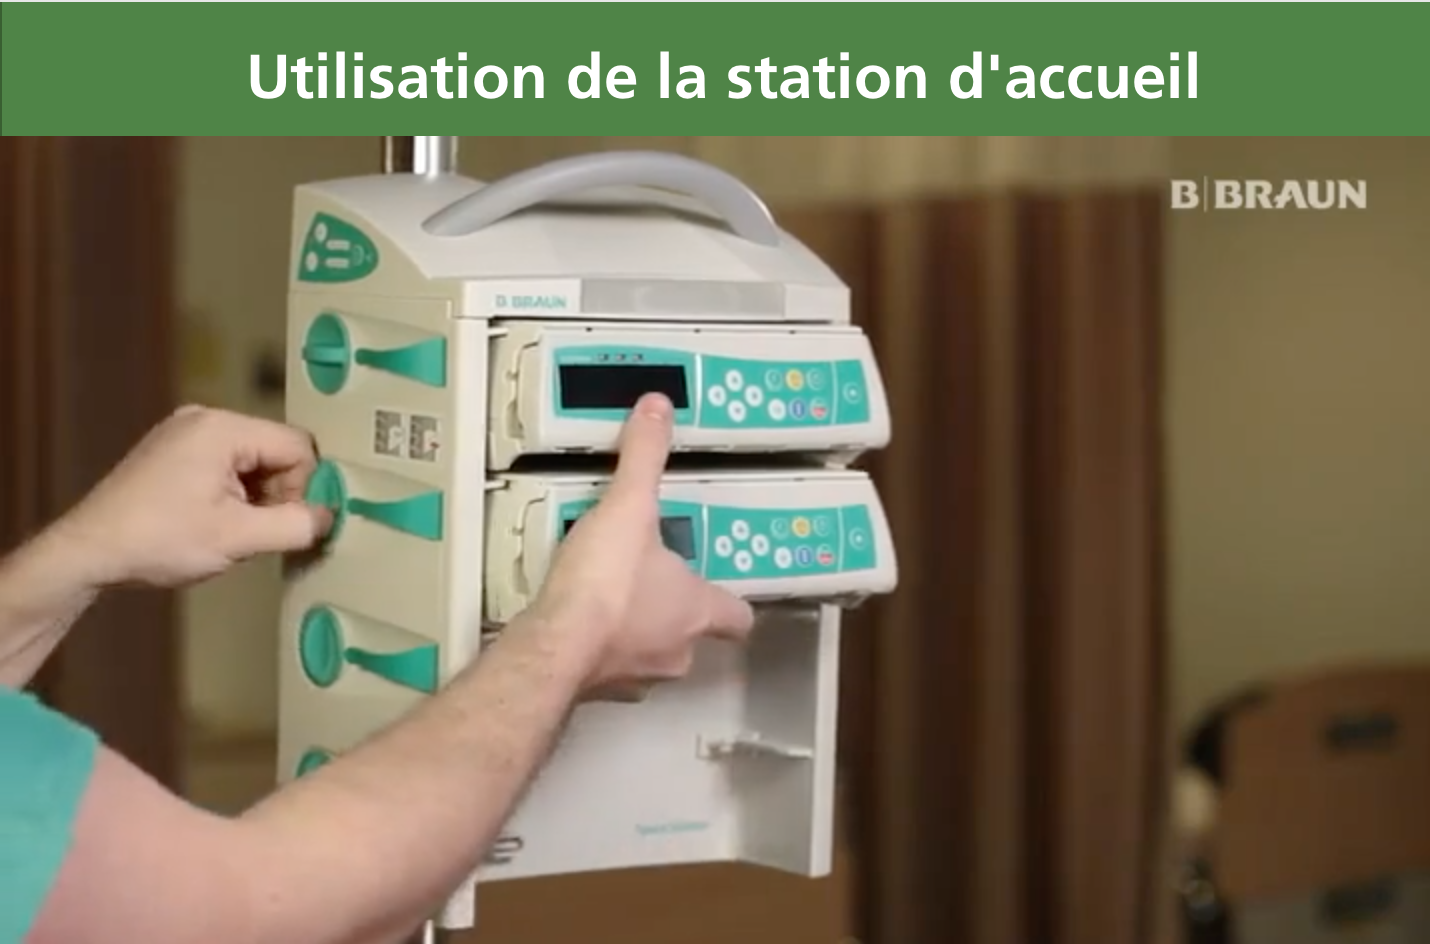 Utilisation de la station d'accueil
B|BRAUN
B BRAUN